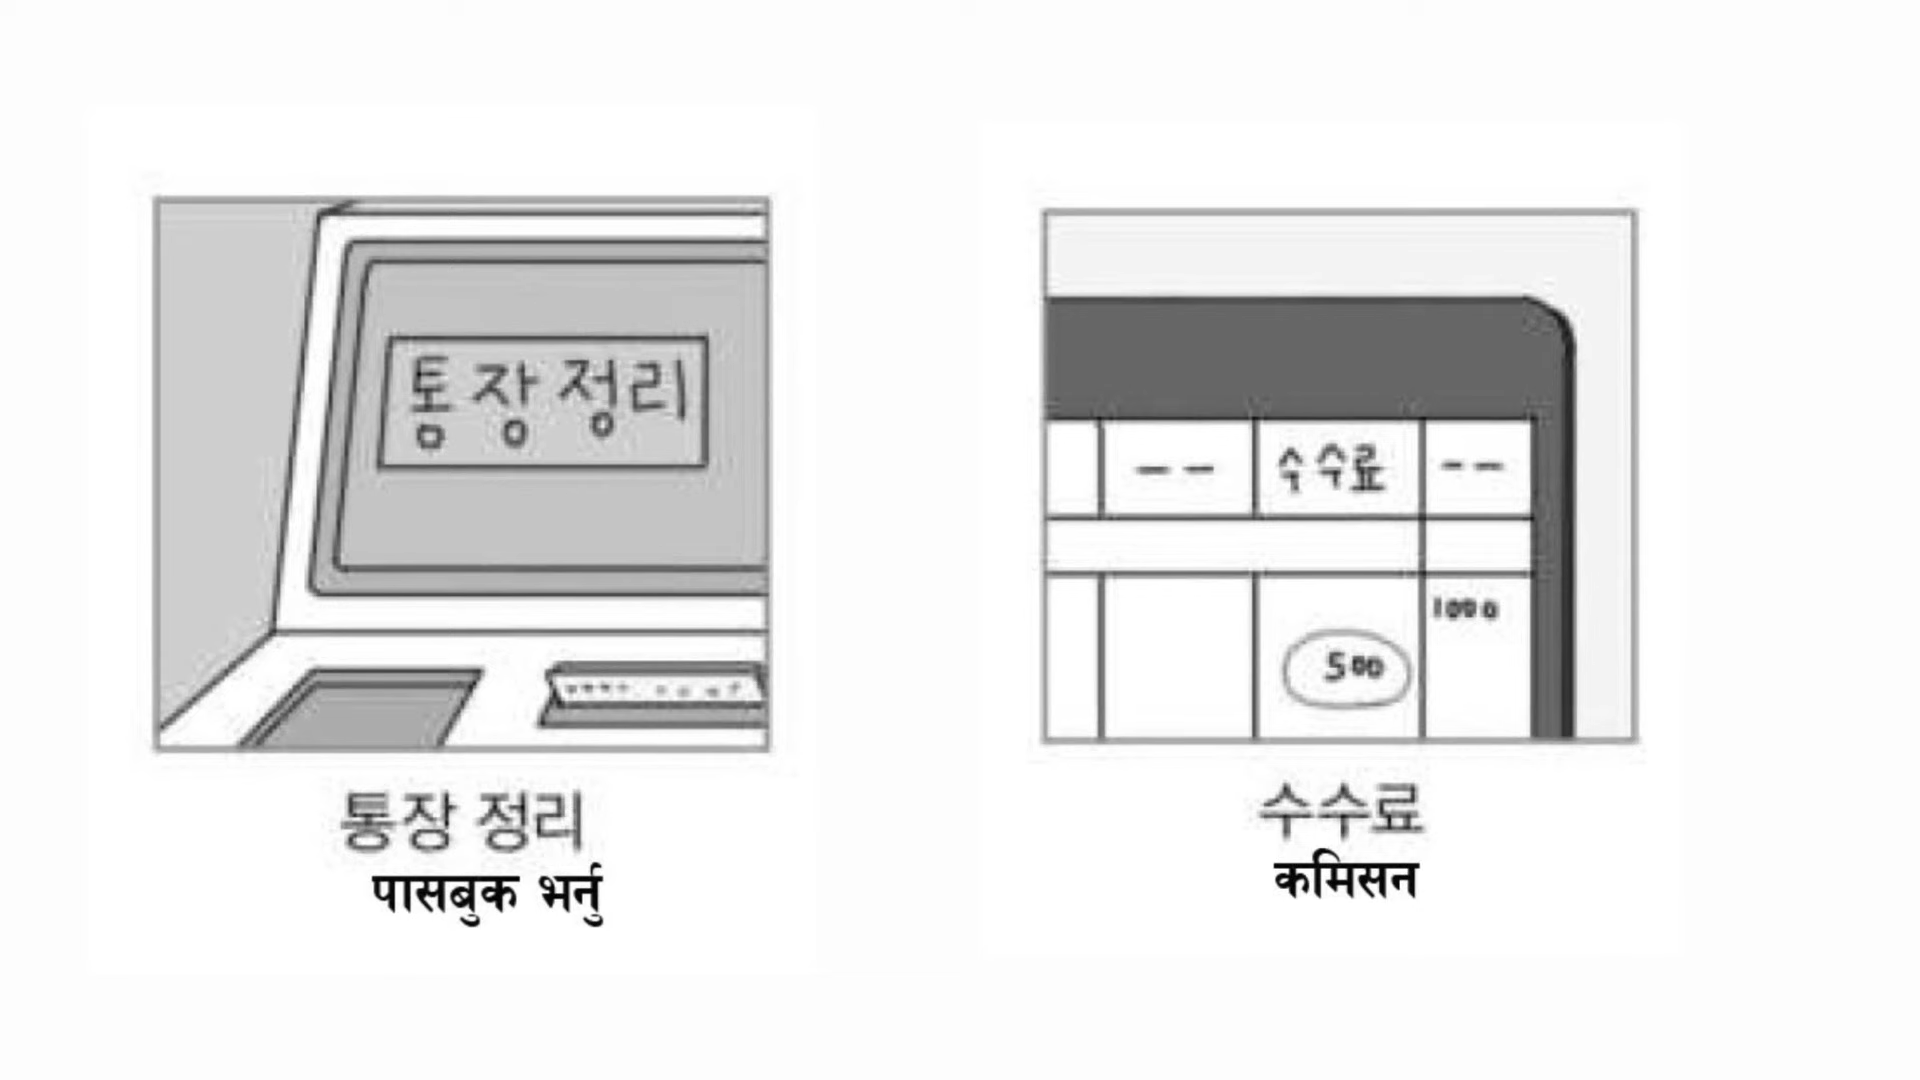 통장정리
통장 정리
पासबुक भर्नु
-- 수수료 --
1000
500
수수료
कमिसन